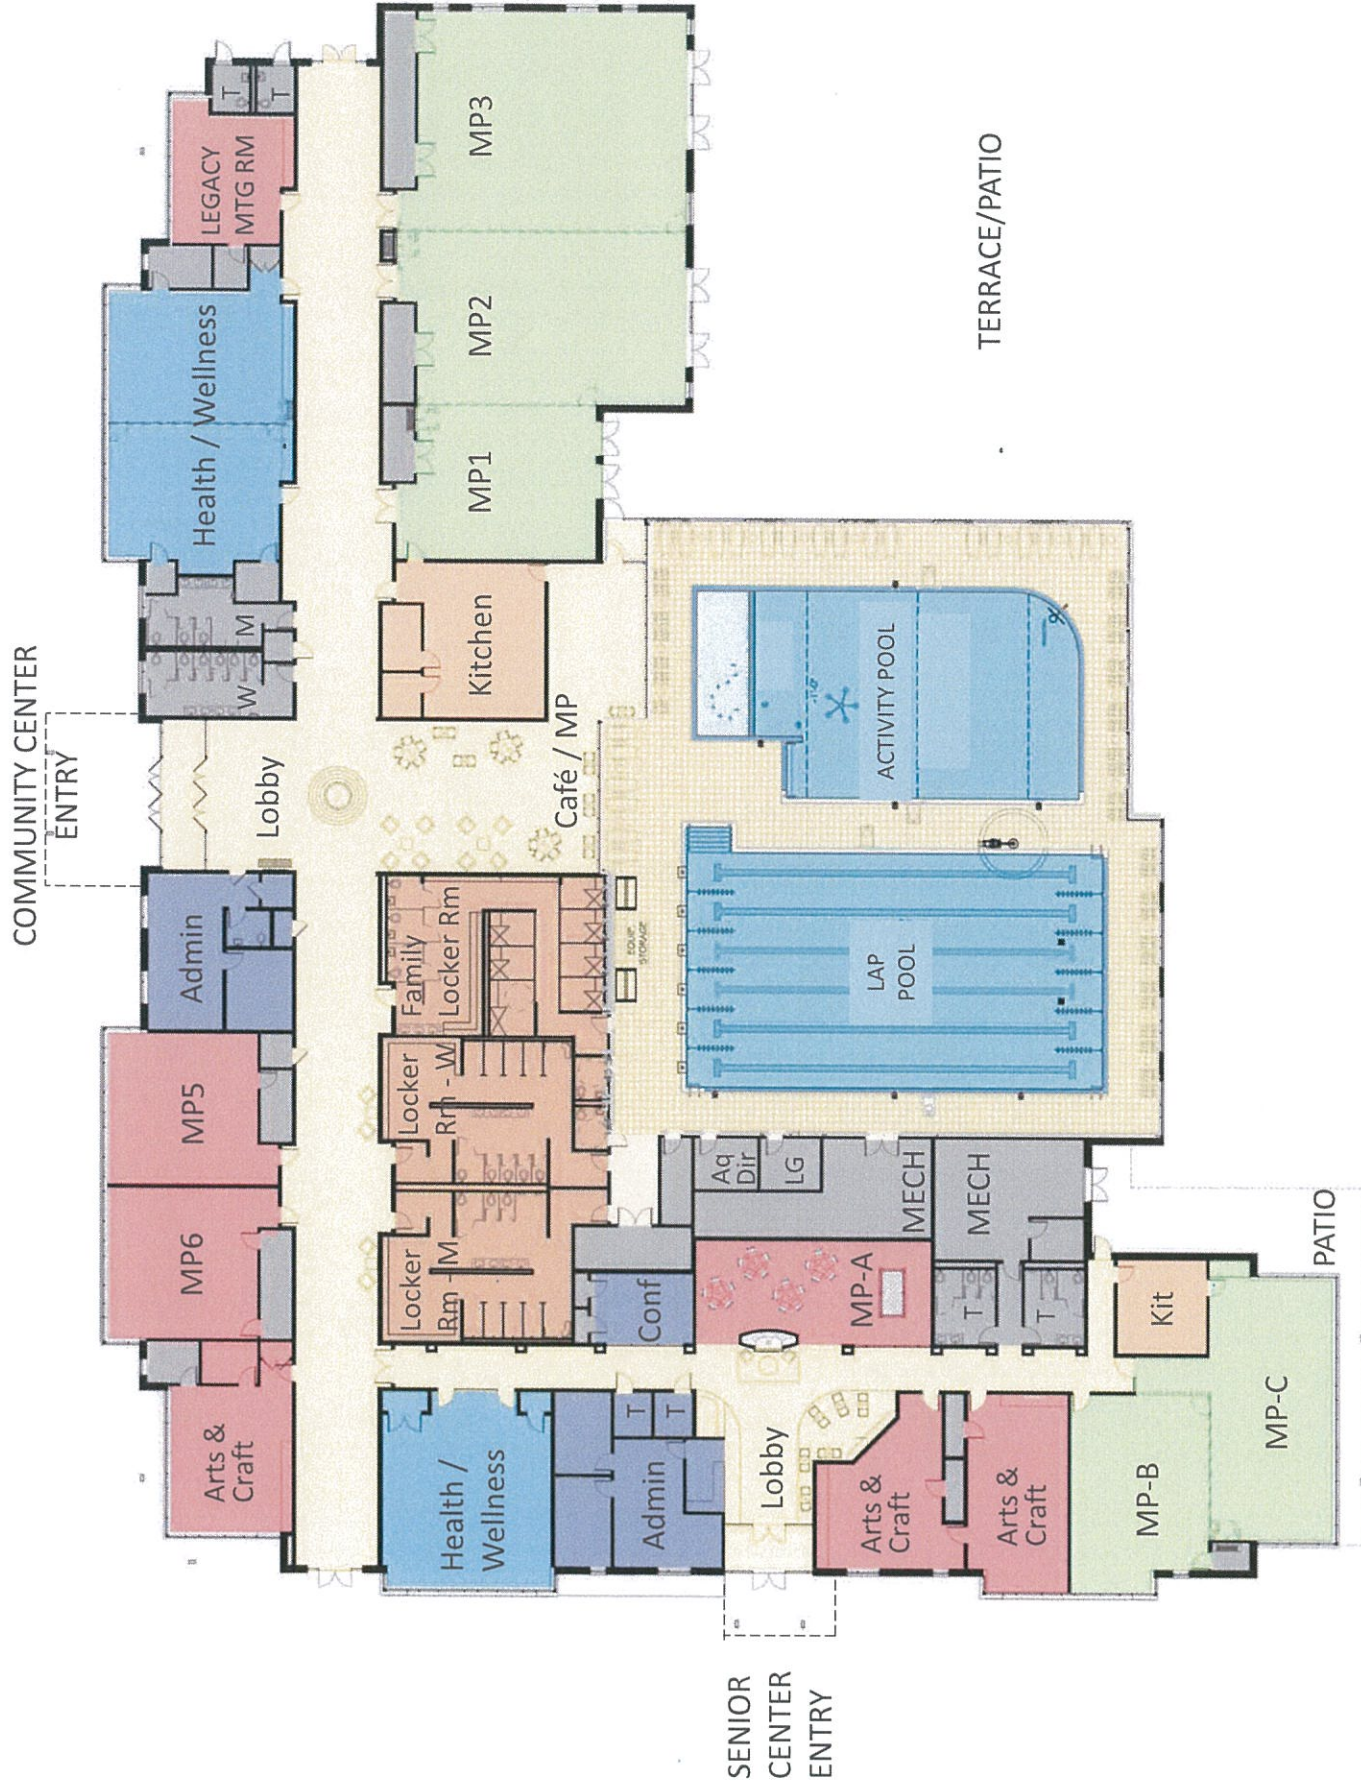 COMMUNITY CENTER
ENTRY
Arts &
Craft
MP6
MP5
Admin
Lobby
W
M
Health / Wellness
LEGACY
MTG RM
T
T
Health /
Wellness
Locker
Rm - M
Locker
Rm - W
Family
Locker Rm
Café / MP
Kitchen
MP1
MP2
MP3
Admin
T
T
Conf
EQUIP.
STORAGE
SENIOR
CENTER
ENTRY
Lobby
MP-A
Aq
Dir
LG
MECH
LAP
POOL
ACTIVITY POOL
TERRACE/PATIO
Arts &
Craft
Arts &
Craft
T
T
MECH
MP-B
Kit
MP-C
PATIO